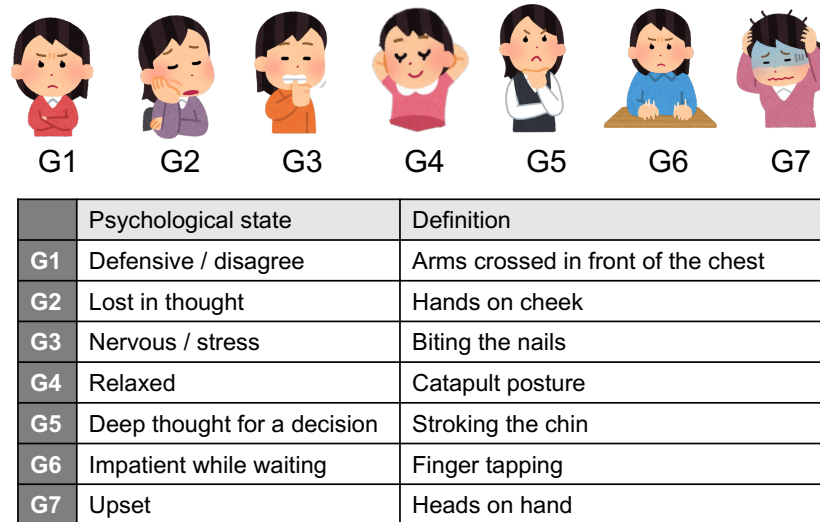 G1 G2 G3 G4 G5 G6 G7
Psychological state Definition
G1 Defensive / disagree Arms crossed in front of the chest
G2 Lost in thought Hands on cheek
G3 Nervous / stress Biting the nails
G4 Relaxed Catapult posture
G5 Deep thought for a decision Stroking the chin
G6 Impatient while waiting Finger tapping
G7 Upset Heads on hand